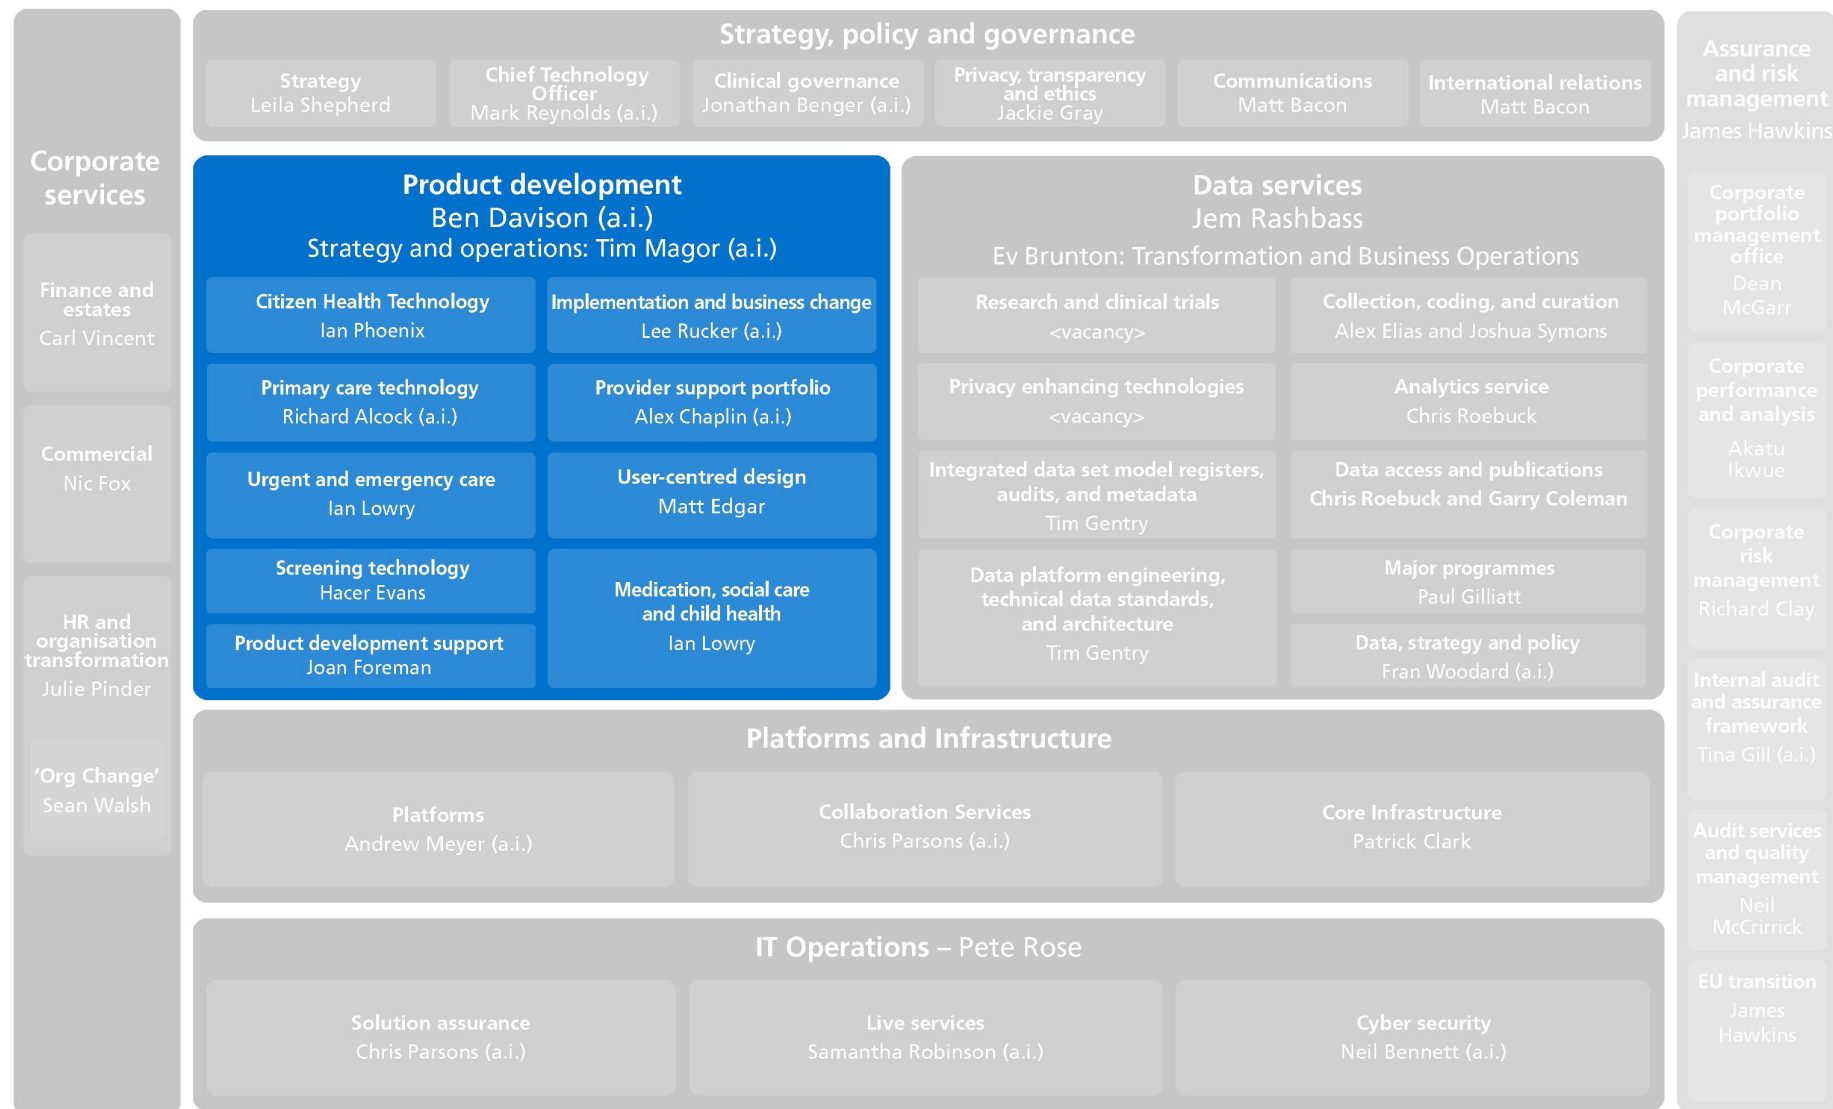 Corporate
services
Finance and
estates
Carl Vincent
Commercial
Nic Fox
HR and
organisation
transformation
Julie Pinder
'Org Change'
Sean Walsh
Strategy, policy and governance
Strategy
Leila Shepherd
Chief Technology
Officer
Mark Reynolds (a.i.)
Clinical governance
Jonathan Benger (a.i.)
Privacy, transparency
and ethics
Jackie Gray
Communications
Matt Bacon
International relations
Matt Bacon
Product development
Ben Davison (a.i.)
Strategy and operations: Tim Magor (a.i.)
Citizen Health Technology
Ian Phoenix
Implementation and business change
Lee Rucker (a.i.)
Primary care technology
Richard Alcock (a.i.)
Provider support portfolio
Alex Chaplin (a.i.)
Urgent and emergency care
Ian Lowry
User-centred design
Matt Edgar
Screening technology
Hacer Evans
Product development support
Joan Foreman
Medication, social care
and child health
Ian Lowry
Data services
Jem Rashbass
Ev Brunton: Transformation and Business Operations
Research and clinical trials
<vacancy>
Collection, coding, and curation
Alex Elias and Joshua Symons
Privacy enhancing technologies
<vacancy>
Analytics service
Chris Roebuck
Integrated data set model registers,
audits, and metadata
Tim Gentry
Data access and publications
Chris Roebuck and Garry Coleman
Data platform engineering,
technical data standards,
and architecture
Tim Gentry
Major programmes
Paul Gilliatt
Data, strategy and policy
Fran Woodard (a.i.)
Platforms and Infrastructure
Platforms
Andrew Meyer (a.i.)
Collaboration Services
Chris Parsons (a.i.)
Core Infrastructure
Patrick Clark
IT Operations – Pete Rose
Solution assurance
Chris Parsons (a.i.)
Live services
Samantha Robinson (a.i.)
Cyber security
Neil Bennett (a.i.)
Assurance
and risk
management
James Hawkins
Corporate
portfolio
management
office
Dean
McGarr
Corporate
performance
and analysis
Akatu
Ikwue
Corporate
risk
management
Richard Clay
Internal audit
and assurance
framework
Tina Gill (a.i.)
Audit services
and quality
management
Neil
McCrirrick
EU transition
James
Hawkins